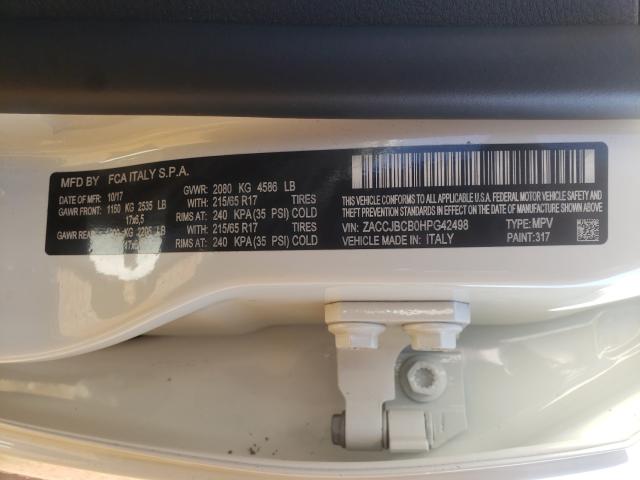 MFD BY FCA ITALY S.P.A.
DATE OF MFR: 10/17 GVWR: 2080 KG 4586 LB
GAWR FRONT: 1150 KG 2535 LB WITH: 215/65 R17 TIRES
17x6,5 RIMS AT: 240 KPA (35 PSI) COLD
GAWR REAR: KG LB WITH: 215/65 R17 TIRES
RIMS AT: 240 KPA (35 PSI) COLD
THIS VEHICLE CONFORMS TO ALL APPLICABLE U.S.A. FEDERAL MOTOR
VEHICLE SAFETY, BUMPER, AND THEFT PREVENTION STANDARDS IN
EFFECT ON THE DATE OF MANUFACTURE SHOWN ABOVE.
VIN: ZACCJBCB0HPG42498 TYPE: MPV
VEHICLE MADE IN: ITALY PAINT: 317